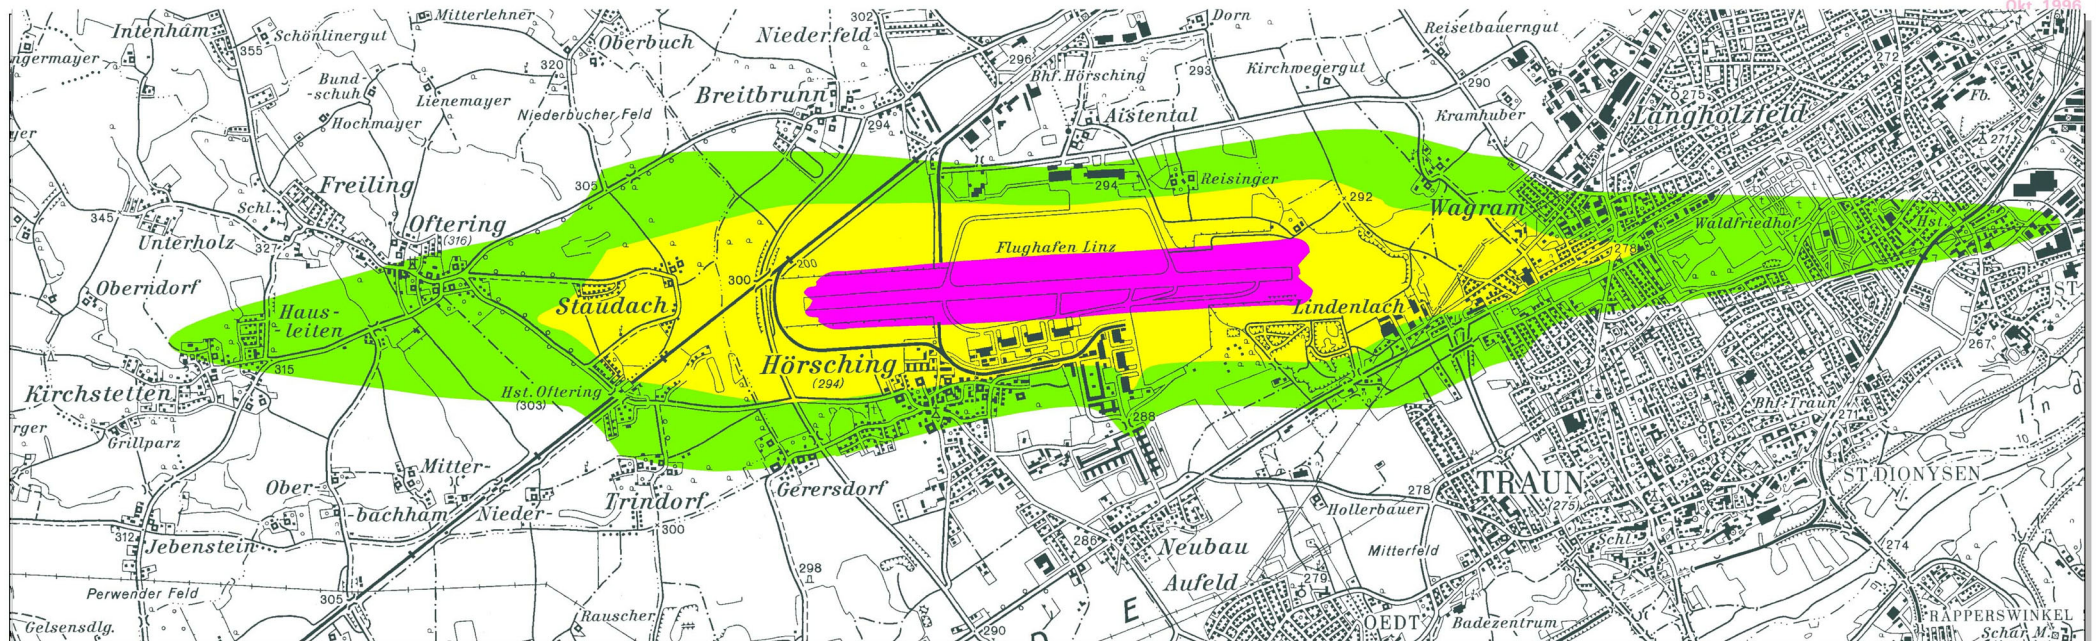 Okt. 1996
Intenham
355
Schönlinergut
Mitterlehner
Oberbuch
Niederfeld
302
Dorn
Reisetbauerngut
ngermayer
Bund-
-schuh
Lienemayer
320
Niederbucher Feld
Breitbrunn
296
Bhf. Hörsching
293
Kirchmegergut
290
272
Hochmayer
294
Aistental
Kramhuber
275
Langholzfeld
Fb.
271
yer
Freiling
305
294
Reisinger
345
Schl.
Oftering
(316)
292
Wagram
Waldfriedhof
Hst.
Unterholz
327
Flughafen Linz
278
200
300
Oberndorf
Staudach
Lindenlach
ST.
Haus-
-leiten
315
Hörsching
(294)
267
Kirchstetten
Hst. Oftering
(303)
288
Bhf. Traun
271
rger
Grillparz
10
Mitter-
Ober-
-bachham
Nieder-
Trindorf
Gerersdorf
TRAUN
(275)
ST. DIONYSEN
278
Hollerbauer
312
Jebenstein
300
286
Neubau
Mitterfeld
Schl.
274
298
Aufeld
279
Perwender Feld
305
Rauscher
E
OEDT
Badezentrum
RAPPERSWINKEL
Gelsensdlg.
290
D